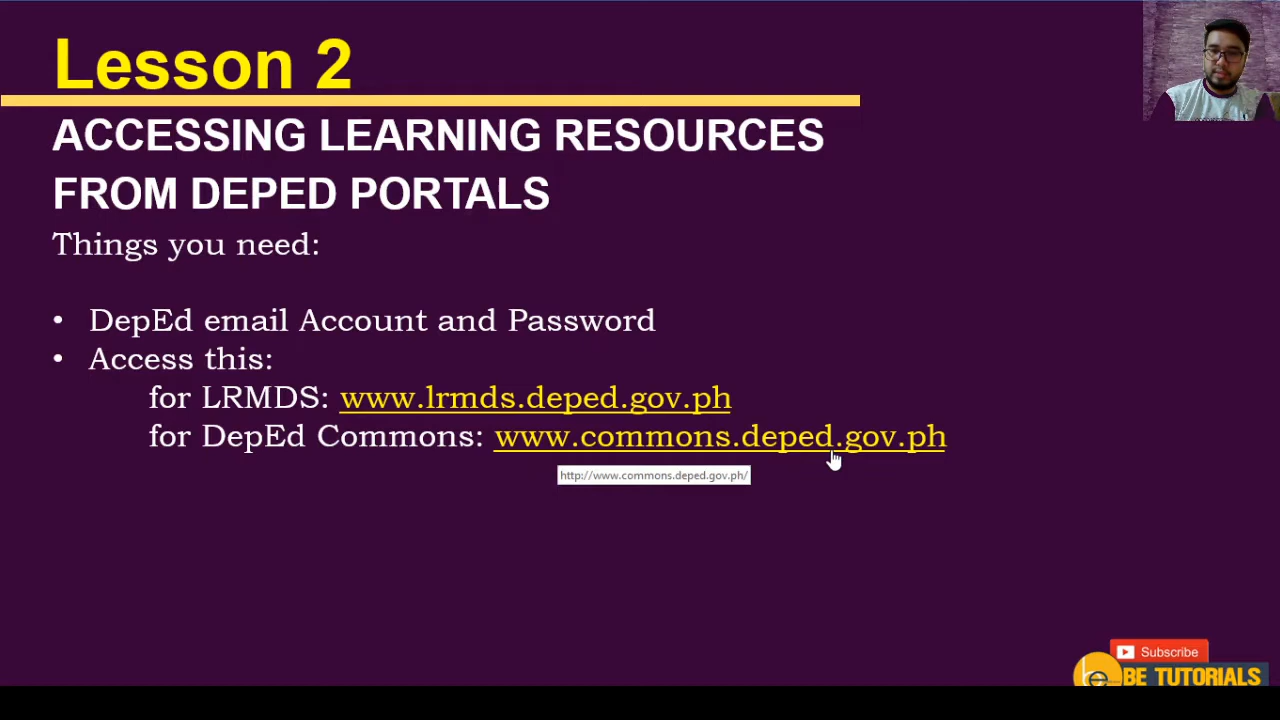 Lesson 2
ACCESSING LEARNING RESOURCES
FROM DEPED PORTALS
Things you need:
• DepEd email Account and Password
• Access this:
for LRMDS: www.lrmds.deped.gov.ph
for DepEd Commons: www.commons.deped.gov.ph
http://www.commons.deped.gov.ph/
Subscribe
be BE TUTORIALS